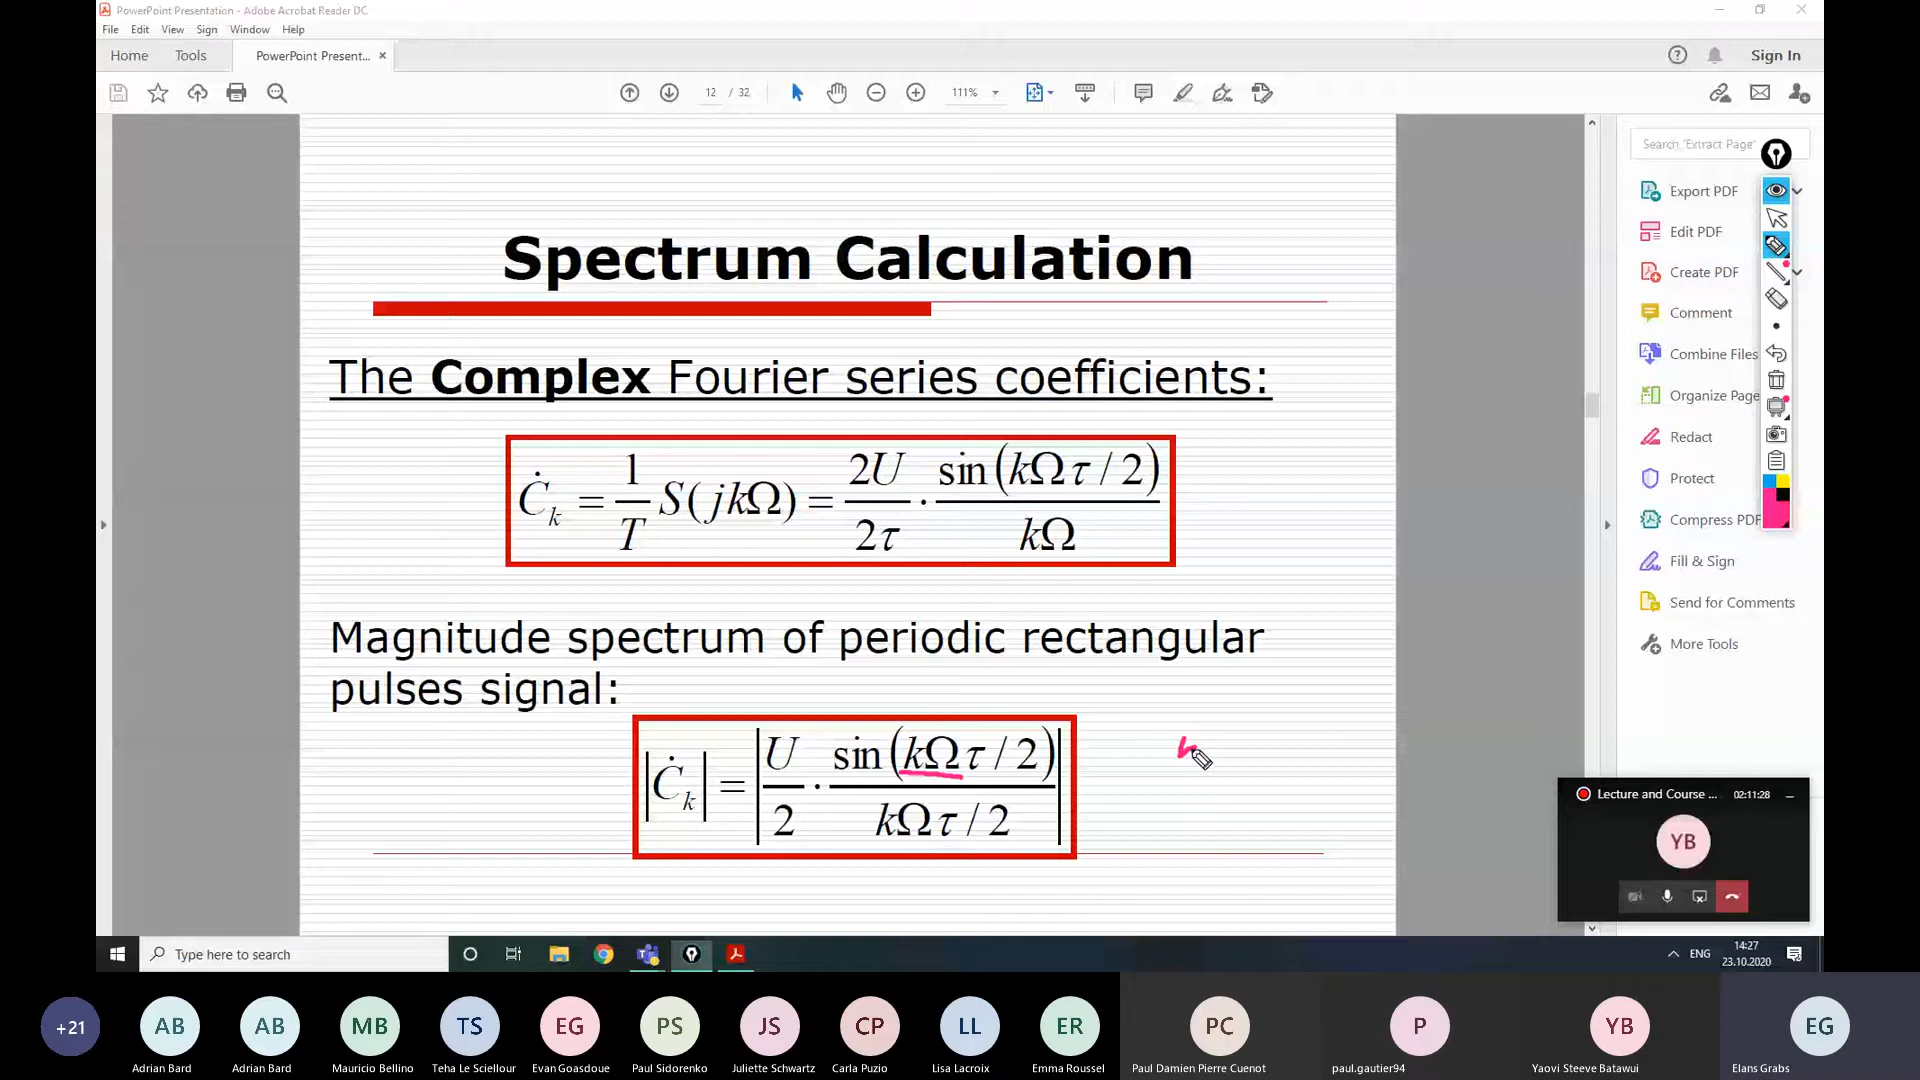 PowerPoint Presentation - Adobe Acrobat Reader DC
File Edit View Sign Window Help
Home Tools PowerPoint Present... × Sign In
12 / 32 111%
Search 'Extract Page'
Export PDF
Edit PDF
Create PDF
Comment
Combine Files
Organize Page
Redact
Protect
Compress PDF
Fill & Sign
Send for Comments
More Tools
Spectrum Calculation
The Complex Fourier series coefficients:
Ċ_k = 1/T S(jkΩ) = 2U/2τ · sin(kΩτ/2)/kΩ
Magnitude spectrum of periodic rectangular
pulses signal:
|Ċ_k| = |U/2 · sin(kΩτ/2)/kΩτ/2|
Lecture and Course ... 02:11:28
YB
Type here to search
ENG
14:27
23.10.2020
+21 AB AB MB TS EG PS JS CP LL ER PC P YB EG
Adrian Bard Adrian Bard Mauricio Bellino Teha Le Sciellour Evan Goasdoue Paul Sidorenko Juliette Schwartz Carla Puzio Lisa Lacroix Emma Roussel Paul Damien Pierre Cuenot paul.gautier94 Yaovi Steeve Batawui Elans Grabs